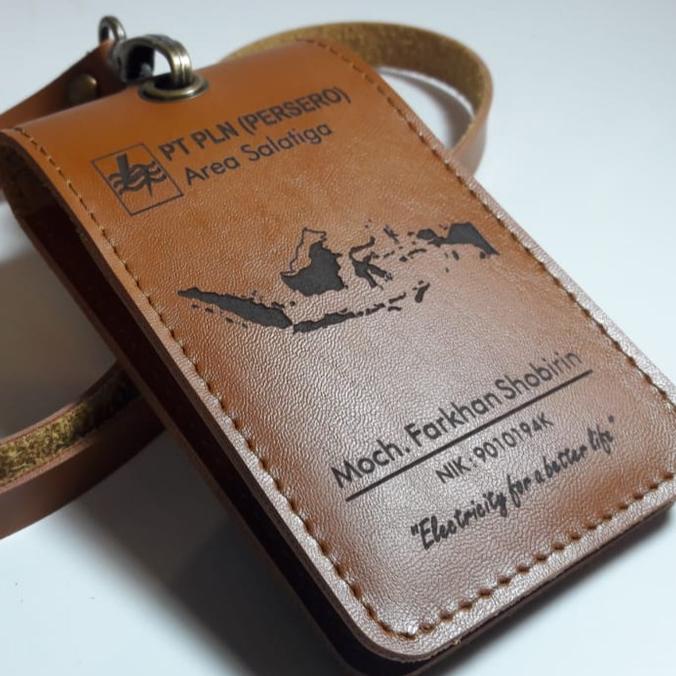 PT PLN (PERSERO)
Area Salatiga
Moch. Farkhan Shobirin
NIK: 9010194K
"Electricity for a better life"